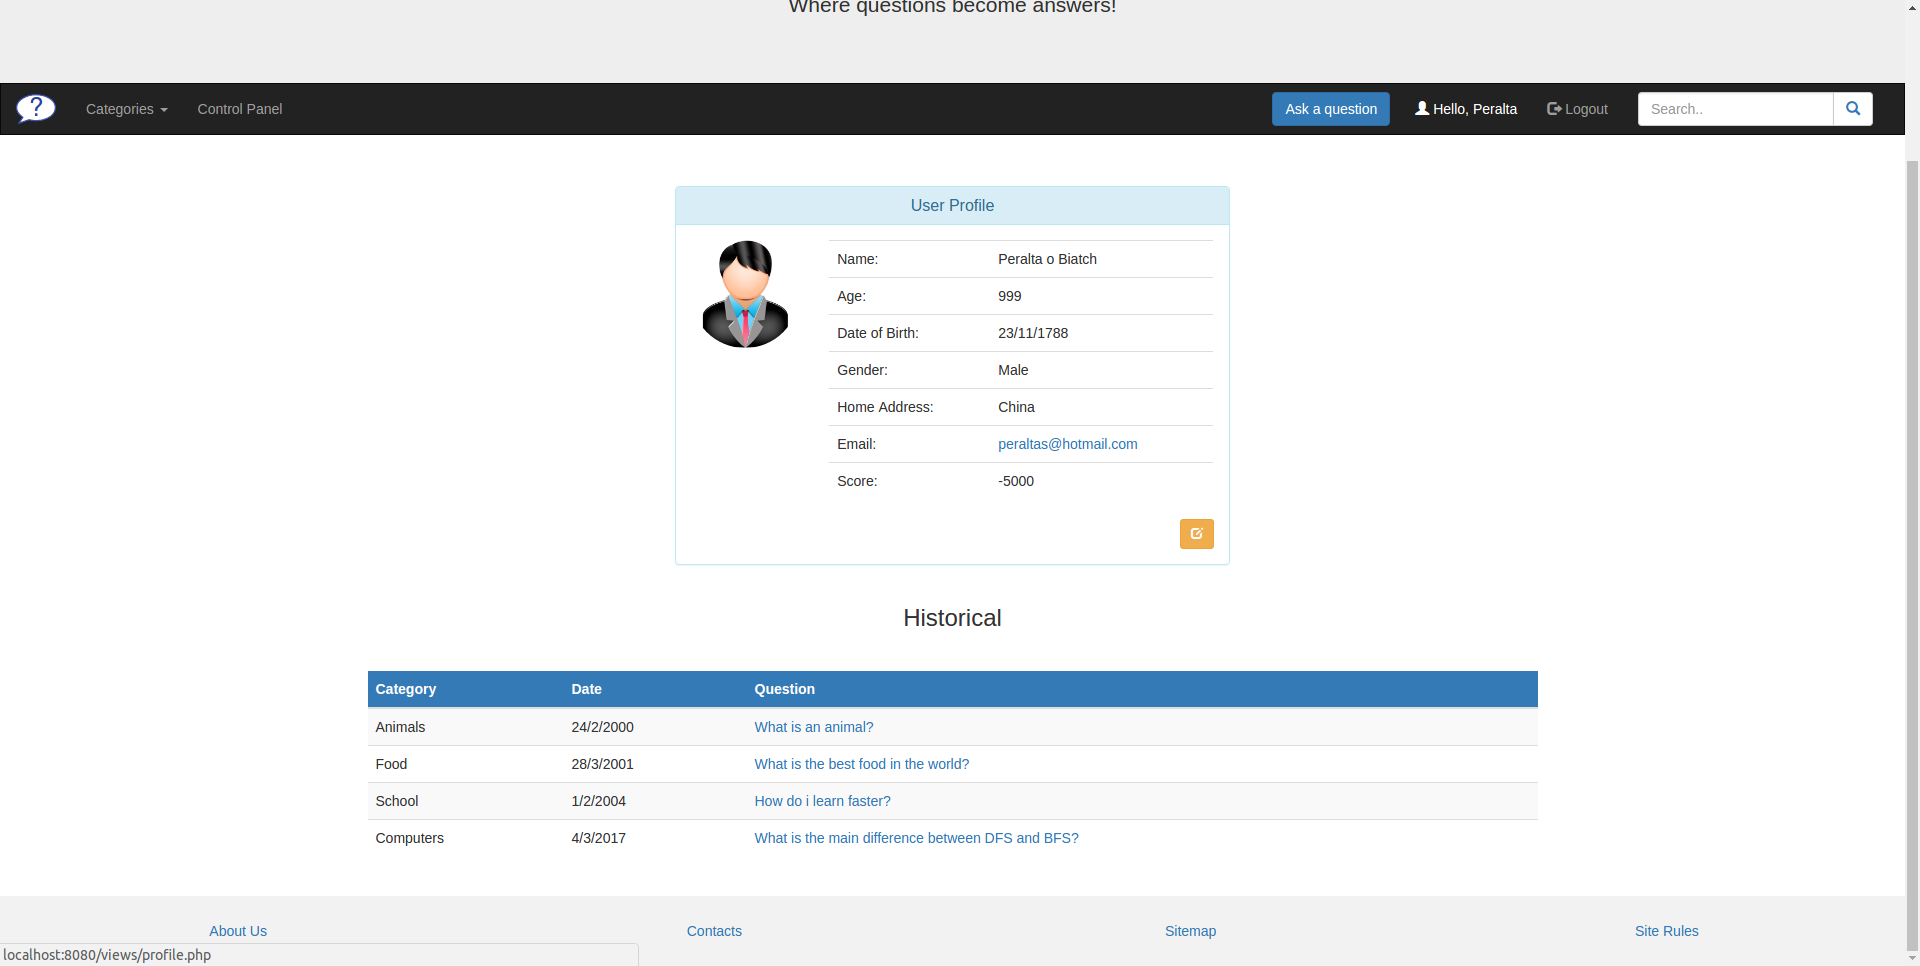 Where questions become answers!
? Categories Control Panel Ask a question Hello, Peralta Logout Search..
User Profile
Name: Peralta o Biatch
Age: 999
Date of Birth: 23/11/1788
Gender: Male
Home Address: China
Email: peraltas@hotmail.com
Score: -5000
Historical
Category Date Question
Animals 24/2/2000 What is an animal?
Food 28/3/2001 What is the best food in the world?
School 1/2/2004 How do i learn faster?
Computers 4/3/2017 What is the main difference between DFS and BFS?
About Us Contacts Sitemap Site Rules
localhost:8080/views/profile.php